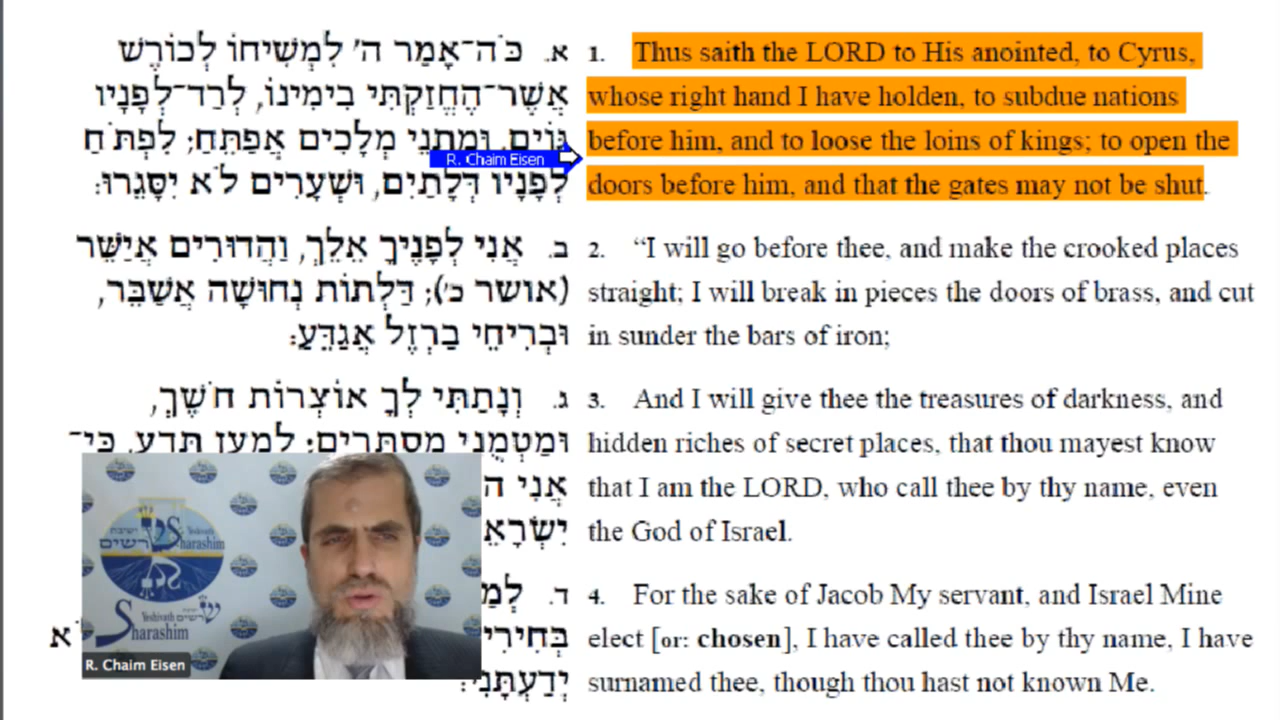 א. כֹּה־אָמַר ה' לִמְשִׁיחוֹ לְכוֹרֶשׁ
אֲשֶׁר־הֶחֱזַקְתִּי בִימִינוֹ, לְרַד־לְפָנָיו
גּוֹיִם, וּמָתְנֵי מְלָכִים אֲפַתֵּחַ; לִפְתֹּחַ
לְפָנָיו דְּלָתַיִם, וּשְׁעָרִים לֹא יִסָּגֵרוּ:
1. Thus saith the LORD to His anointed, to Cyrus,
whose right hand I have holden, to subdue nations
before him, and to loose the loins of kings; to open the
doors before him, and that the gates may not be shut.
R. Chaim Eisen
ב. אֲנִי לְפָנֶיךָ אֵלֵךְ, וַהֲדוּרִים אֲיַשֵּׁר
(אושר כ'); דַּלְתוֹת נְחוּשָׁה אֲשַׁבֵּר,
וּבְרִיחֵי בַרְזֶל אֲגַדֵּעַ:
2. “I will go before thee, and make the crooked places
straight; I will break in pieces the doors of brass, and cut
in sunder the bars of iron;
ג. וְנָתַתִּי לְךָ אוֹצְרוֹת חֹשֶׁךְ,
וּמַטְמֻנֵי מִסְתָּרִים; לְמַעַן תֵּדַע, כִּי־
אֲנִי ה
יִשְׂרָאֵ
3. And I will give thee the treasures of darkness, and
hidden riches of secret places, that thou mayest know
that I am the LORD, who call thee by thy name, even
the God of Israel.
ד. לְמַ
בְּחִירִי
יְדַעְתָּנִי:
4. For the sake of Jacob My servant, and Israel Mine
elect [or: chosen], I have called thee by thy name, I have
surnamed thee, though thou hast not known Me.
ישיבת שרשים
Yeshivath Sharashim
Yeshivath ישיבת שרשים
Sharashim
R. Chaim Eisen